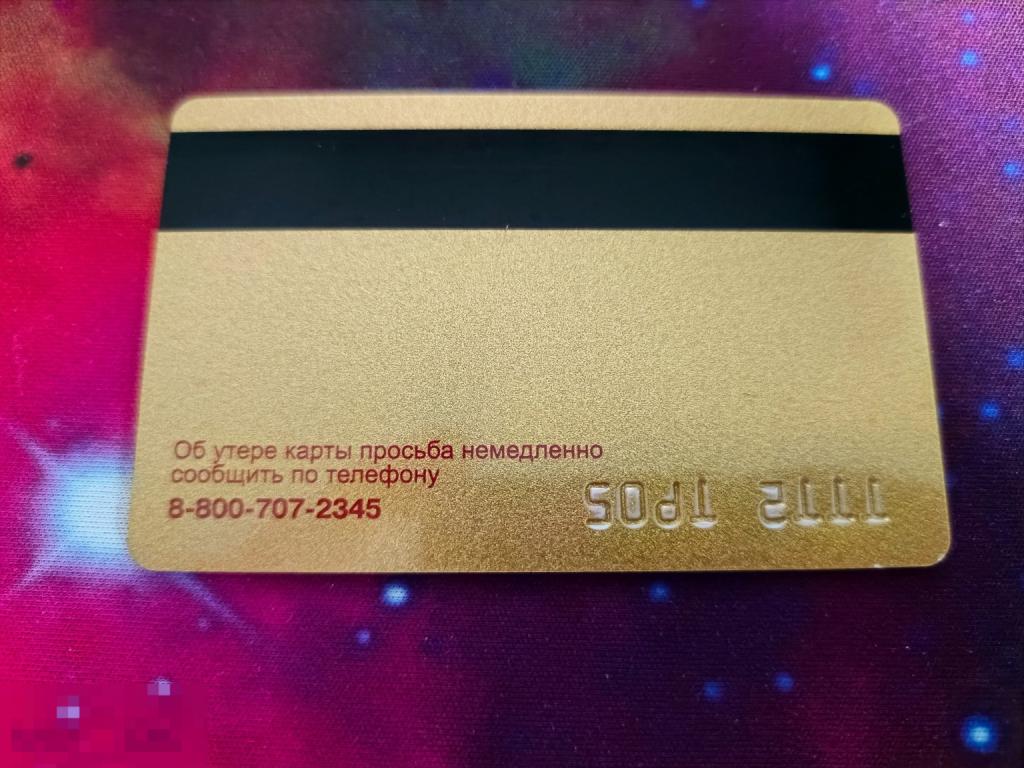 Об утере карты просьба немедленно
сообщить по телефону
8-800-707-2345